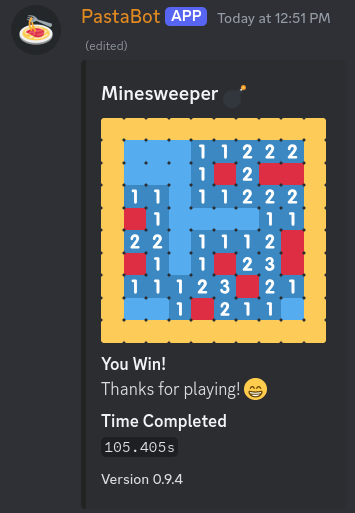 PastaBot APP Today at 12:51 PM
(edited)
Minesweeper
1 1 2 2 2
1 2
1 1 1 1 2 2 2
1 1 1
2 2 1 1 1 2
1 1 2 3
1 1 1 2 3 2 1
1 2 1 1
You Win!
Thanks for playing!
Time Completed
105.405s
Version 0.9.4